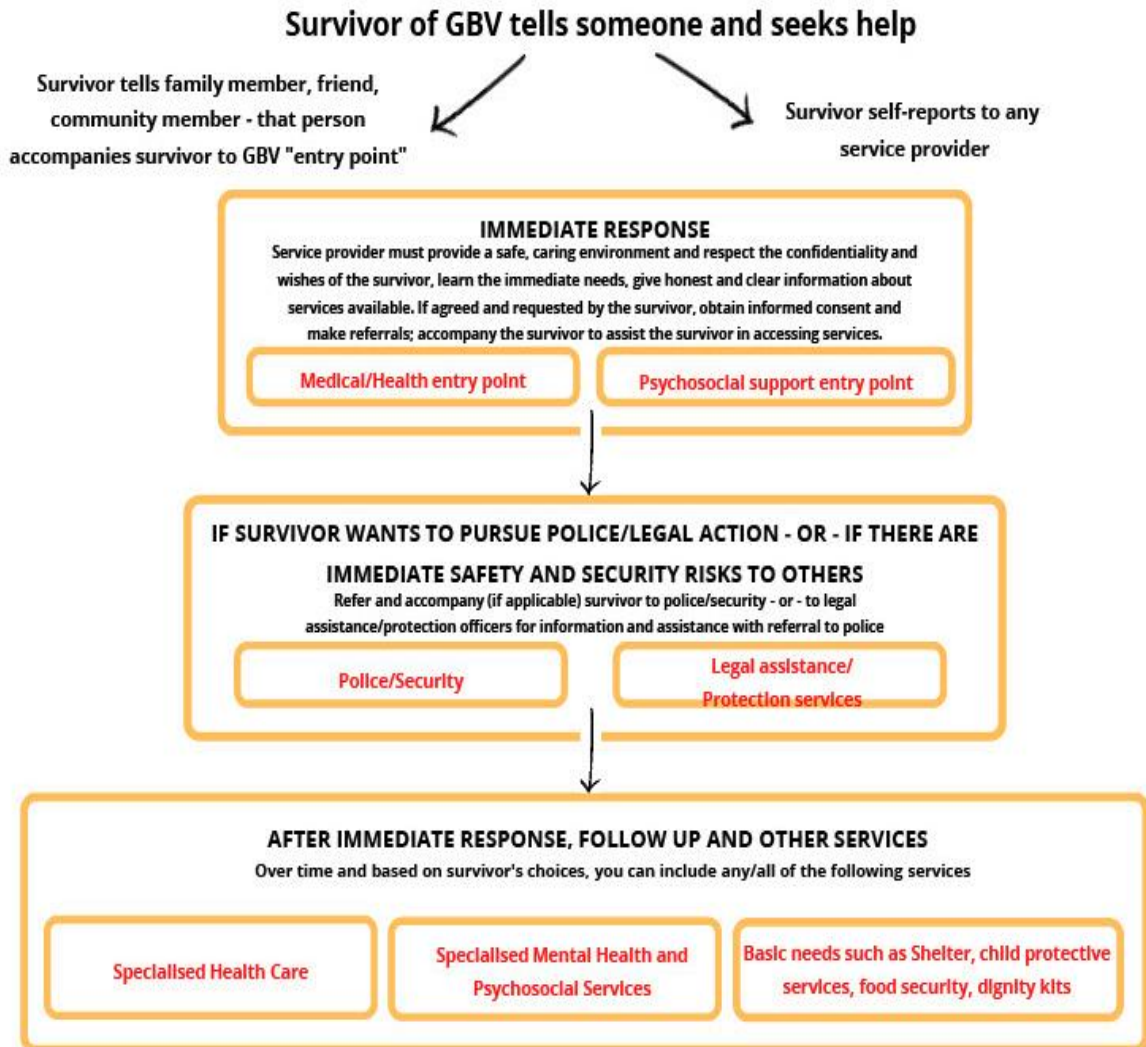 Survivor of GBV tells someone and seeks help
Survivor tells family member, friend,
community member - that person
accompanies survivor to GBV "entry point"
Survivor self-reports to any
service provider
IMMEDIATE RESPONSE
Service provider must provide a safe, caring environment and respect the confidentiality and
wishes of the survivor, learn the immediate needs, give honest and clear information about
services available. If agreed and requested by the survivor, obtain informed consent and
make referrals; accompany the survivor to assist the survivor in accessing services.
Medical/Health entry point
Psychosocial support entry point
IF SURVIVOR WANTS TO PURSUE POLICE/LEGAL ACTION - OR - IF THERE ARE
IMMEDIATE SAFETY AND SECURITY RISKS TO OTHERS
Refer and accompany (if applicable) survivor to police/security - or - to legal
assistance/protection officers for information and assistance with referral to police
Police/Security
Legal assistance/
Protection services
AFTER IMMEDIATE RESPONSE, FOLLOW UP AND OTHER SERVICES
Over time and based on survivor's choices, you can include any/all of the following services
Specialised Health Care
Specialised Mental Health and
Psychosocial Services
Basic needs such as Shelter, child protective
services, food security, dignity kits